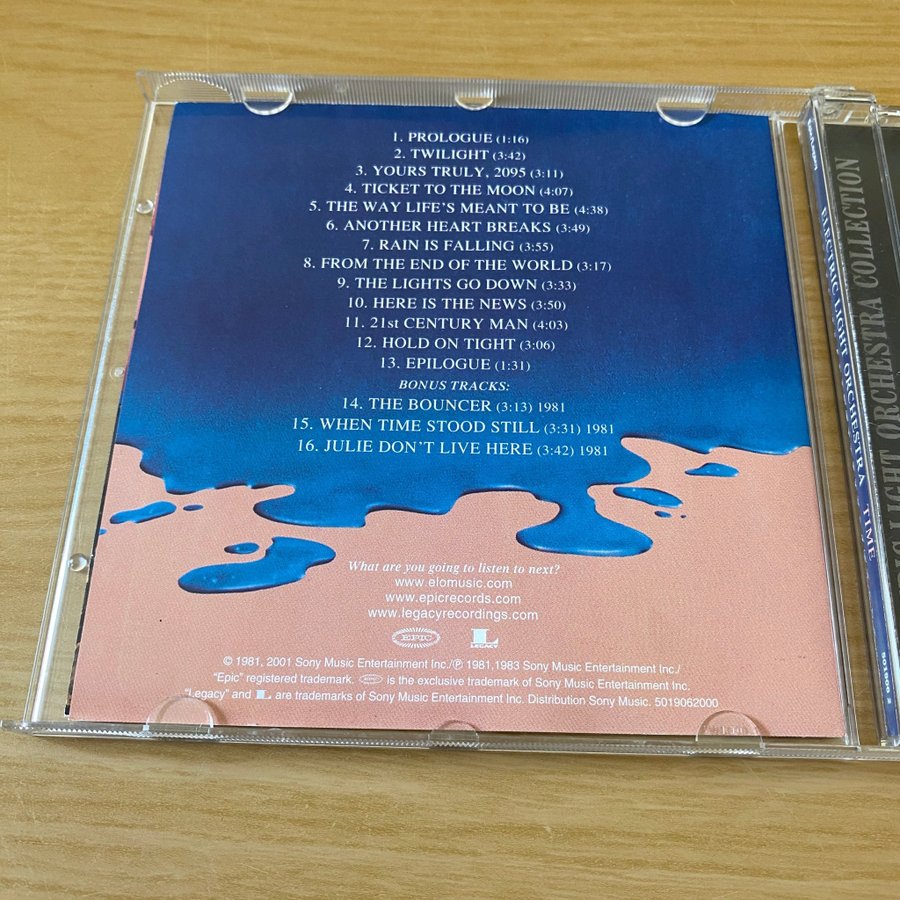 1. PROLOGUE (1:16)
2. TWILIGHT (3:42)
3. YOURS TRULY, 2095 (3:11)
4. TICKET TO THE MOON (4:07)
5. THE WAY LIFE'S MEANT TO BE (4:38)
6. ANOTHER HEART BREAKS (3:49)
7. RAIN IS FALLING (3:55)
8. FROM THE END OF THE WORLD (3:17)
9. THE LIGHTS GO DOWN (3:33)
10. HERE IS THE NEWS (3:50)
11. 21st CENTURY MAN (4:03)
12. HOLD ON TIGHT (3:06)
13. EPILOGUE (1:31)
BONUS TRACKS:
14. THE BOUNCER (3:13) 1981
15. WHEN TIME STOOD STILL (3:31) 1981
16. JULIE DON'T LIVE HERE (3:42) 1981
What are you going to listen to next?
www.elomusic.com
www.epicrecords.com
www.legacyrecordings.com
EPIC
L
LEGACY
© 1981, 2001 Sony Music Entertainment Inc./℗ 1981,1983 Sony Music Entertainment Inc./
"Epic" registered trademark. EPIC is the exclusive trademark of Sony Music Entertainment Inc.
"Legacy" and L are trademarks of Sony Music Entertainment Inc. Distribution Sony Music. 5019062000
ELECTRIC LIGHT ORCHESTRA TIME
LIGHT ORCHESTRA COLLECTION